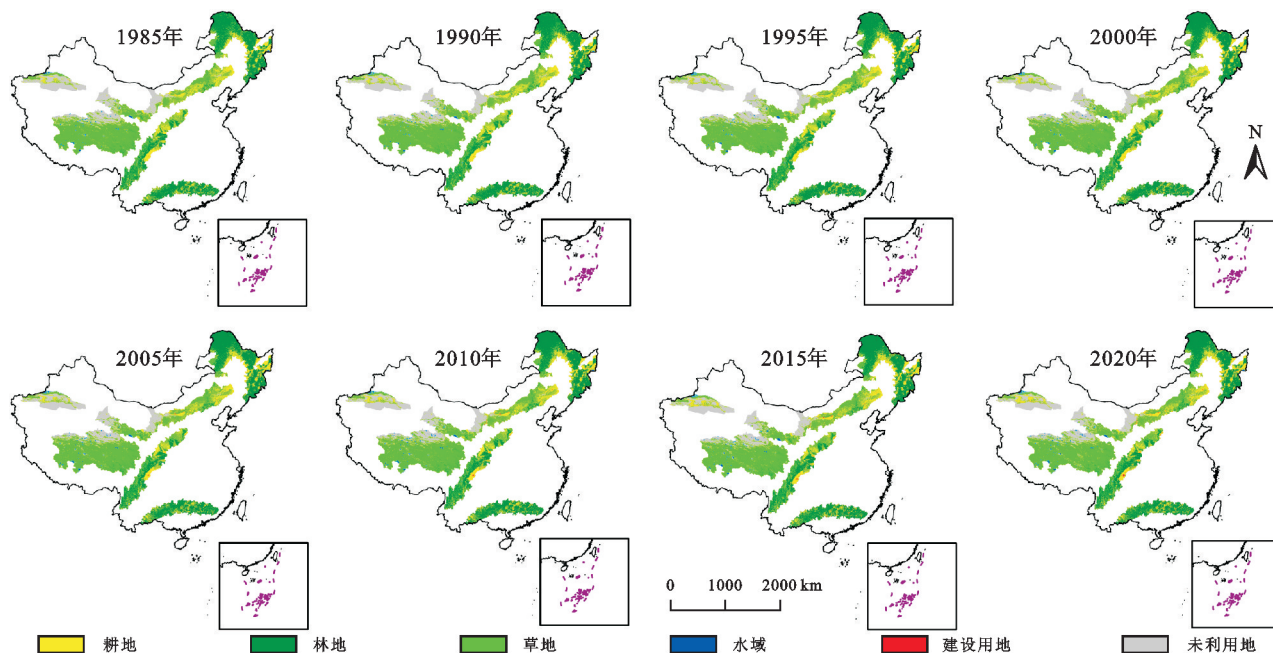 1985年
1990年
1995年
2000年
N
2005年
2010年
2015年
2020年
0 1000 2000 km
耕地
林地
草地
水域
建设用地
未利用地